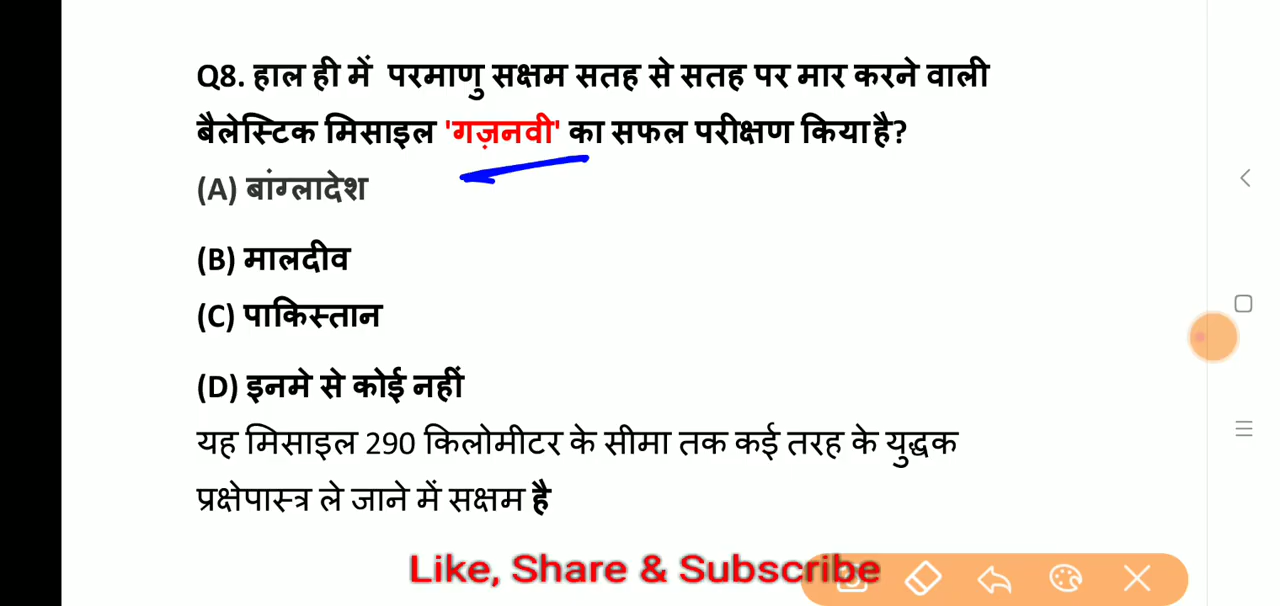 Q8. हाल ही में परमाणु सक्षम सतह से सतह पर मार करने वाली
बैलेस्टिक मिसाइल 'गज़नवी' का सफल परीक्षण किया है?
(A) बांग्लादेश
(B) मालदीव
(C) पाकिस्तान
(D) इनमे से कोई नहीं
यह मिसाइल 290 किलोमीटर के सीमा तक कई तरह के युद्धक
प्रक्षेपास्त्र ले जाने में सक्षम है
Like, Share & Subscribe